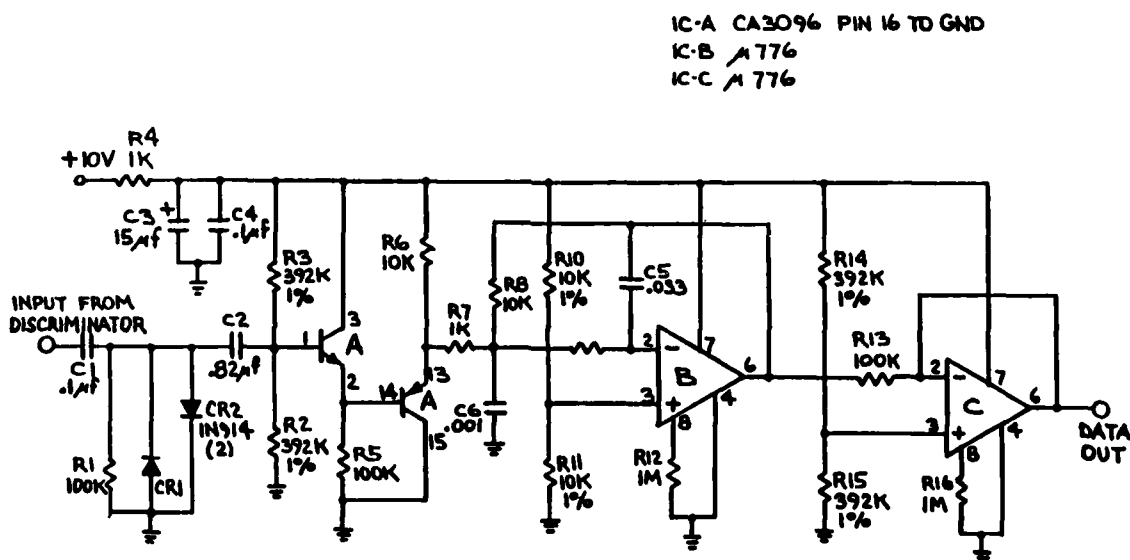 IC-A CA3096 PIN 16 TO GND
IC-B µ776
IC-C µ776
+10V
R4
1K
C3
15µf
+
C4
.1µf
R3
392K
1%
R6
10K
R8
10K
R10
10K
1%
C5
.033
R14
392K
1%
INPUT FROM
DISCRIMINATOR
C1
.1µf
C2
.82µf
1
3
A
2
R7
1K
13
14
A
15
C6
.001
2
-
B
7
6
3
+
8
4
R13
100K
2
-
C
7
6
3
+
8
4
DATA
OUT
R1
100K
CR1
CR2
1N914
(2)
R2
392K
1%
R5
100K
R11
10K
1%
R12
1M
R15
392K
1%
R16
1M